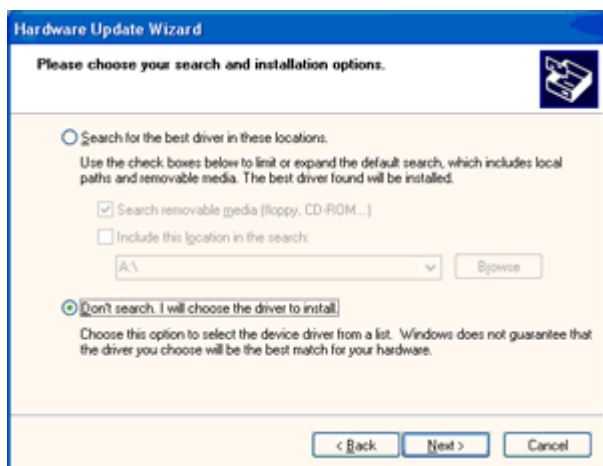 Hardware Update Wizard
Please choose your search and installation options.
Search for the best driver in these locations.
Use the check boxes below to limit or expand the default search, which includes local
paths and removable media. The best driver found will be installed.
Search removable media (floppy, CD-ROM...)
Include this location in the search:
A:\
Browse
Don't search. I will choose the driver to install.
Choose this option to select the device driver from a list. Windows does not guarantee that
the driver you choose will be the best match for your hardware.
< Back
Next >
Cancel